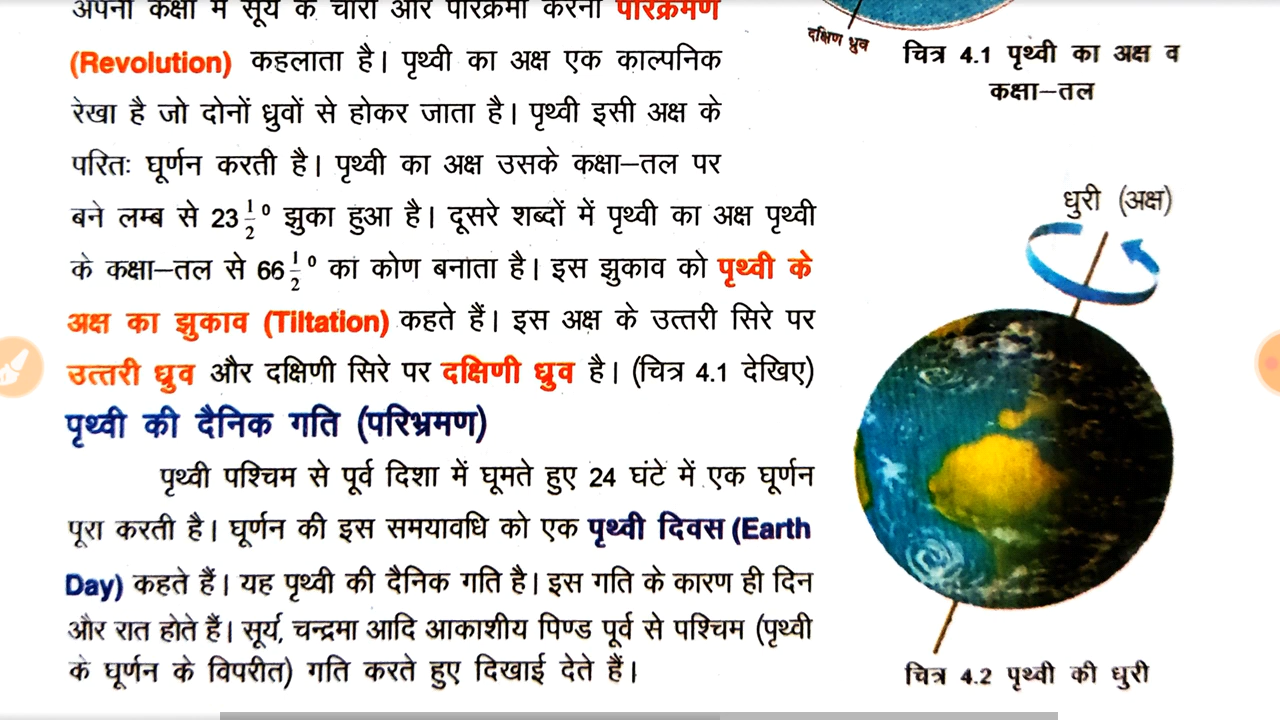 अपनी कक्षा में सूर्य के चारों ओर परिक्रमा करना परिक्रमण
(Revolution) कहलाता है। पृथ्वी का अक्ष एक काल्पनिक
रेखा है जो दोनों ध्रुवों से होकर जाता है। पृथ्वी इसी अक्ष के
परितः घूर्णन करती है। पृथ्वी का अक्ष उसके कक्षा–तल पर
बने लम्ब से 23 1/2 ° झुका हुआ है। दूसरे शब्दों में पृथ्वी का अक्ष पृथ्वी
के कक्षा–तल से 66 1/2 ° का कोण बनाता है। इस झुकाव को पृथ्वी के
अक्ष का झुकाव (Tiltation) कहते हैं। इस अक्ष के उत्तरी सिरे पर
उत्तरी ध्रुव और दक्षिणी सिरे पर दक्षिणी ध्रुव है। (चित्र 4.1 देखिए)
पृथ्वी की दैनिक गति (परिभ्रमण)
पृथ्वी पश्चिम से पूर्व दिशा में घूमते हुए 24 घंटे में एक घूर्णन
पूरा करती है। घूर्णन की इस समयावधि को एक पृथ्वी दिवस (Earth
Day) कहते हैं। यह पृथ्वी की दैनिक गति है। इस गति के कारण ही दिन
और रात होते हैं। सूर्य, चन्द्रमा आदि आकाशीय पिण्ड पूर्व से पश्चिम (पृथ्वी
के घूर्णन के विपरीत) गति करते हुए दिखाई देते हैं।
दक्षिण ध्रुव
चित्र 4.1 पृथ्वी का अक्ष व
कक्षा–तल
धुरी (अक्ष)
चित्र 4.2 पृथ्वी की धुरी